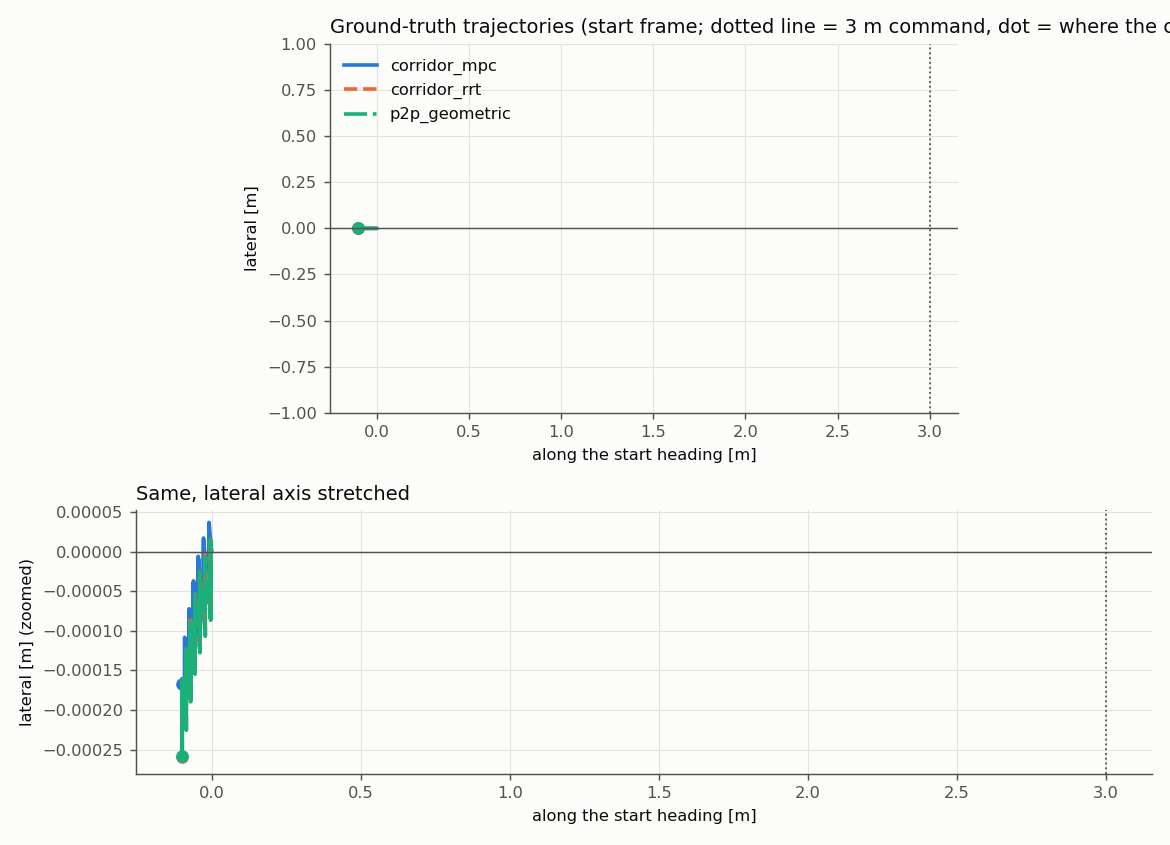 Ground-truth trajectories (start frame; dotted line = 3 m command, dot = where the
1.00
0.75
0.50
0.25
0.00
−0.25
−0.50
−0.75
−1.00
lateral [m]
corridor_mpc
corridor_rrt
p2p_geometric
0.0 0.5 1.0 1.5 2.0 2.5 3.0
along the start heading [m]
Same, lateral axis stretched
0.00005
0.00000
−0.00005
−0.00010
−0.00015
−0.00020
−0.00025
lateral [m] (zoomed)
0.0 0.5 1.0 1.5 2.0 2.5 3.0
along the start heading [m]